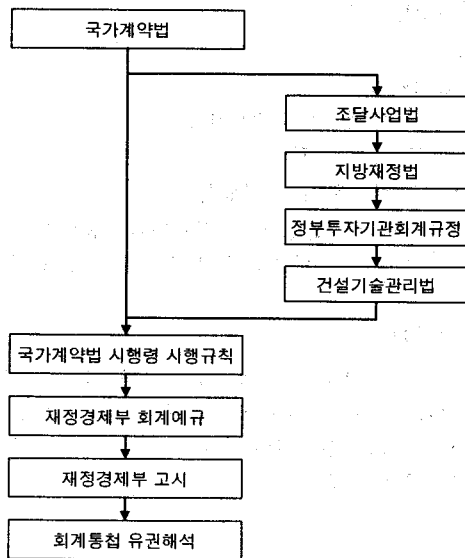 국가계약법
조달사업법
지방재정법
정부투자기관회계규정
건설기술관리법
국가계약법 시행령 시행규칙
재정경제부 회계예규
재정경제부 고시
회계통첩 유권해석